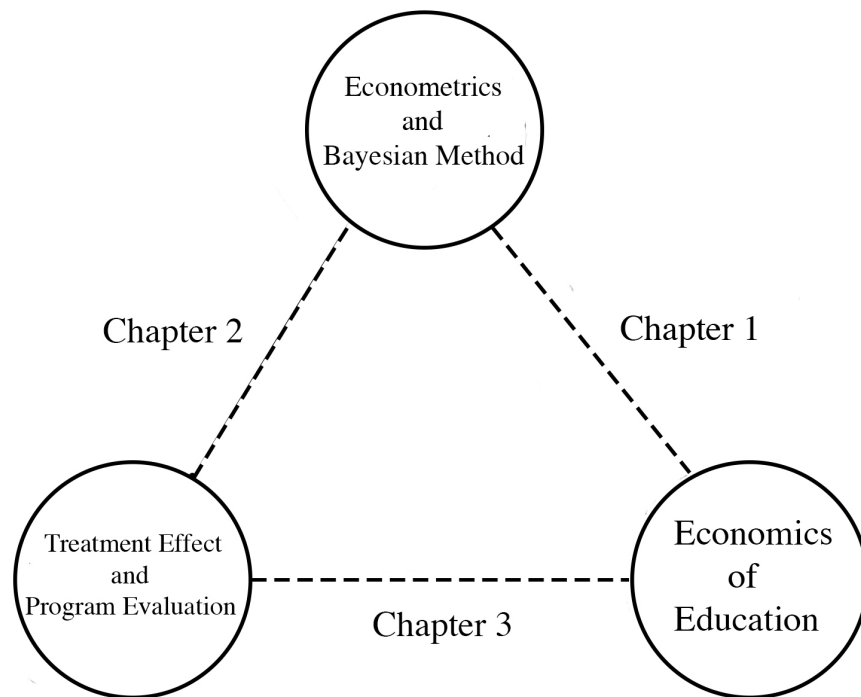 Econometrics
and
Bayesian Method
Chapter 2
Chapter 1
Treatment Effect
and
Program Evaluation
Economics
of
Education
Chapter 3